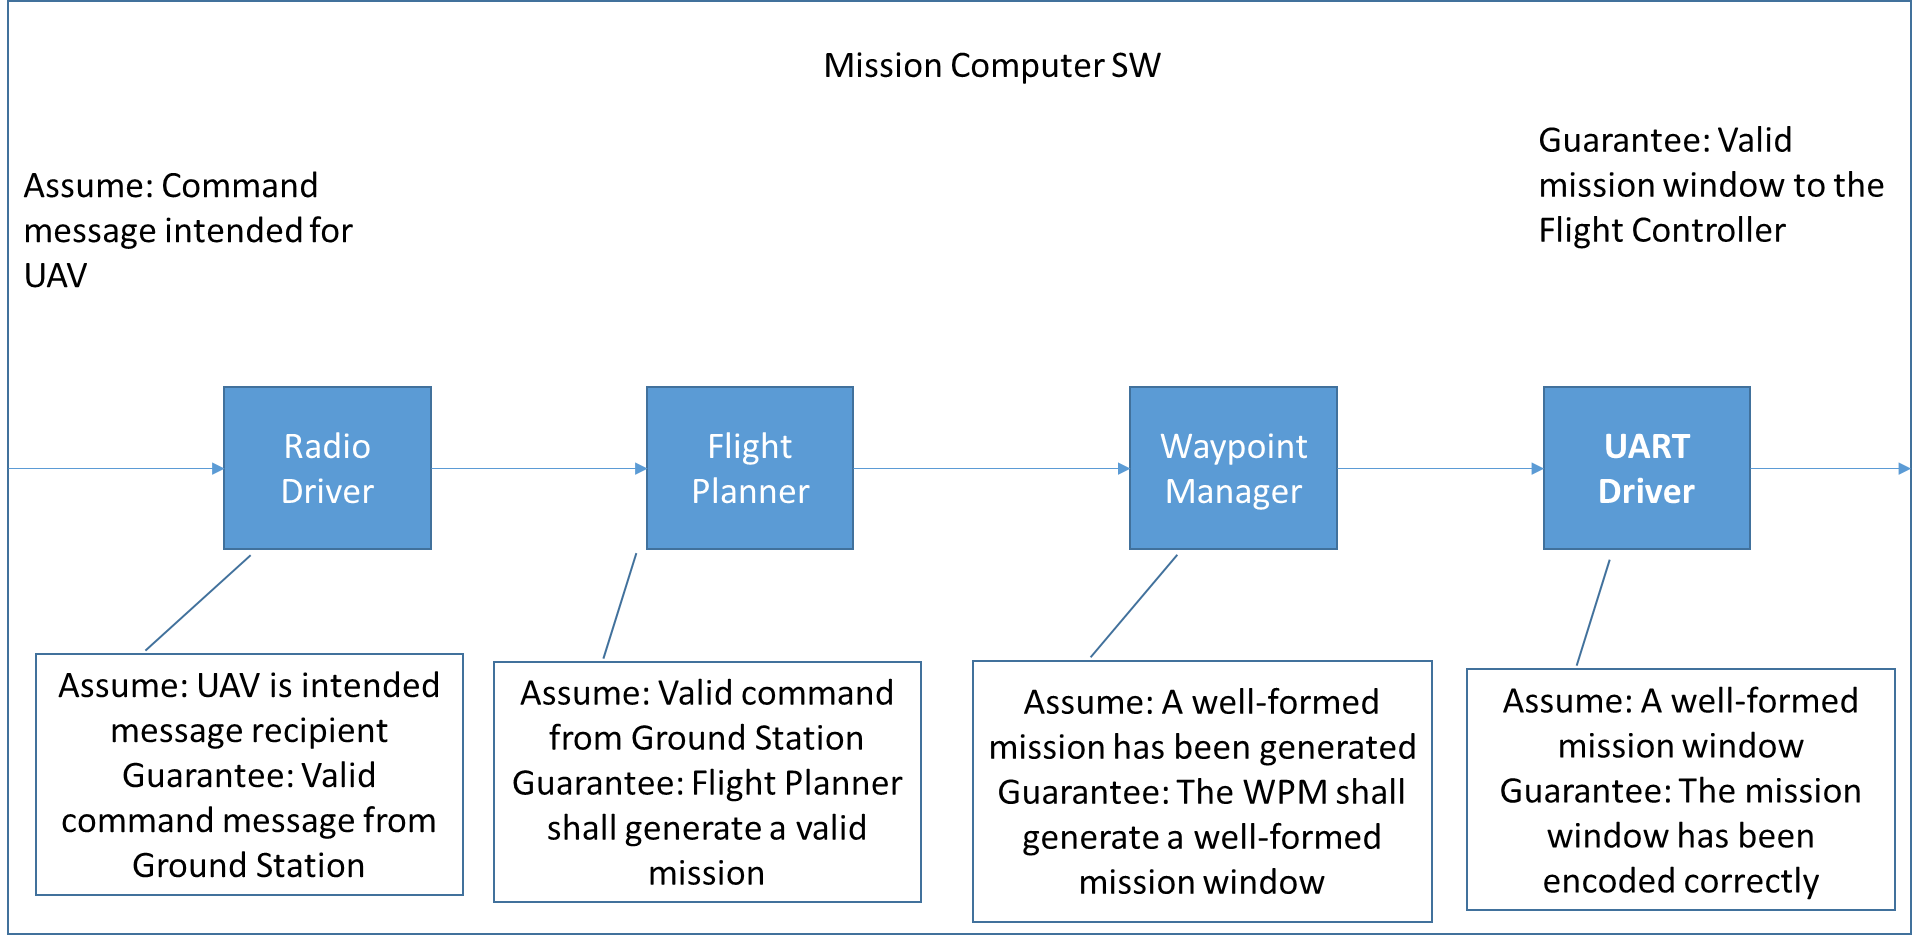 Mission Computer SW
Assume: Command
message intended for
UAV
Guarantee: Valid
mission window to the
Flight Controller
Radio
Driver
Flight
Planner
Waypoint
Manager
UART
Driver
Assume: UAV is intended
message recipient
Guarantee: Valid
command message from
Ground Station
Assume: Valid command
from Ground Station
Guarantee: Flight Planner
shall generate a valid
mission
Assume: A well-formed
mission has been generated
Guarantee: The WPM shall
generate a well-formed
mission window
Assume: A well-formed
mission window
Guarantee: The mission
window has been
encoded correctly